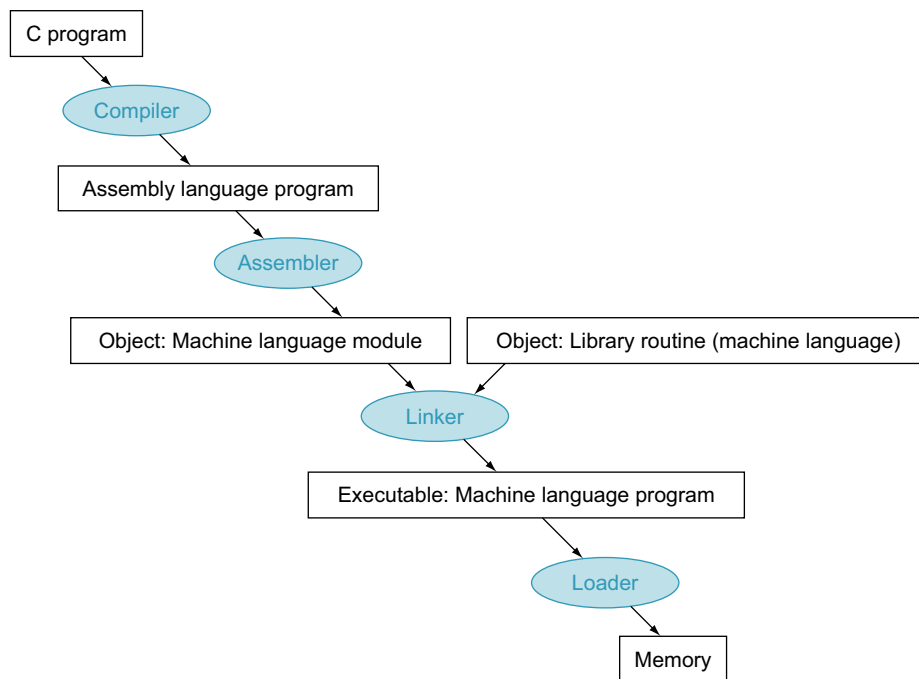 C program
Compiler
Assembly language program
Assembler
Object: Machine language module
Object: Library routine (machine language)
Linker
Executable: Machine language program
Loader
Memory